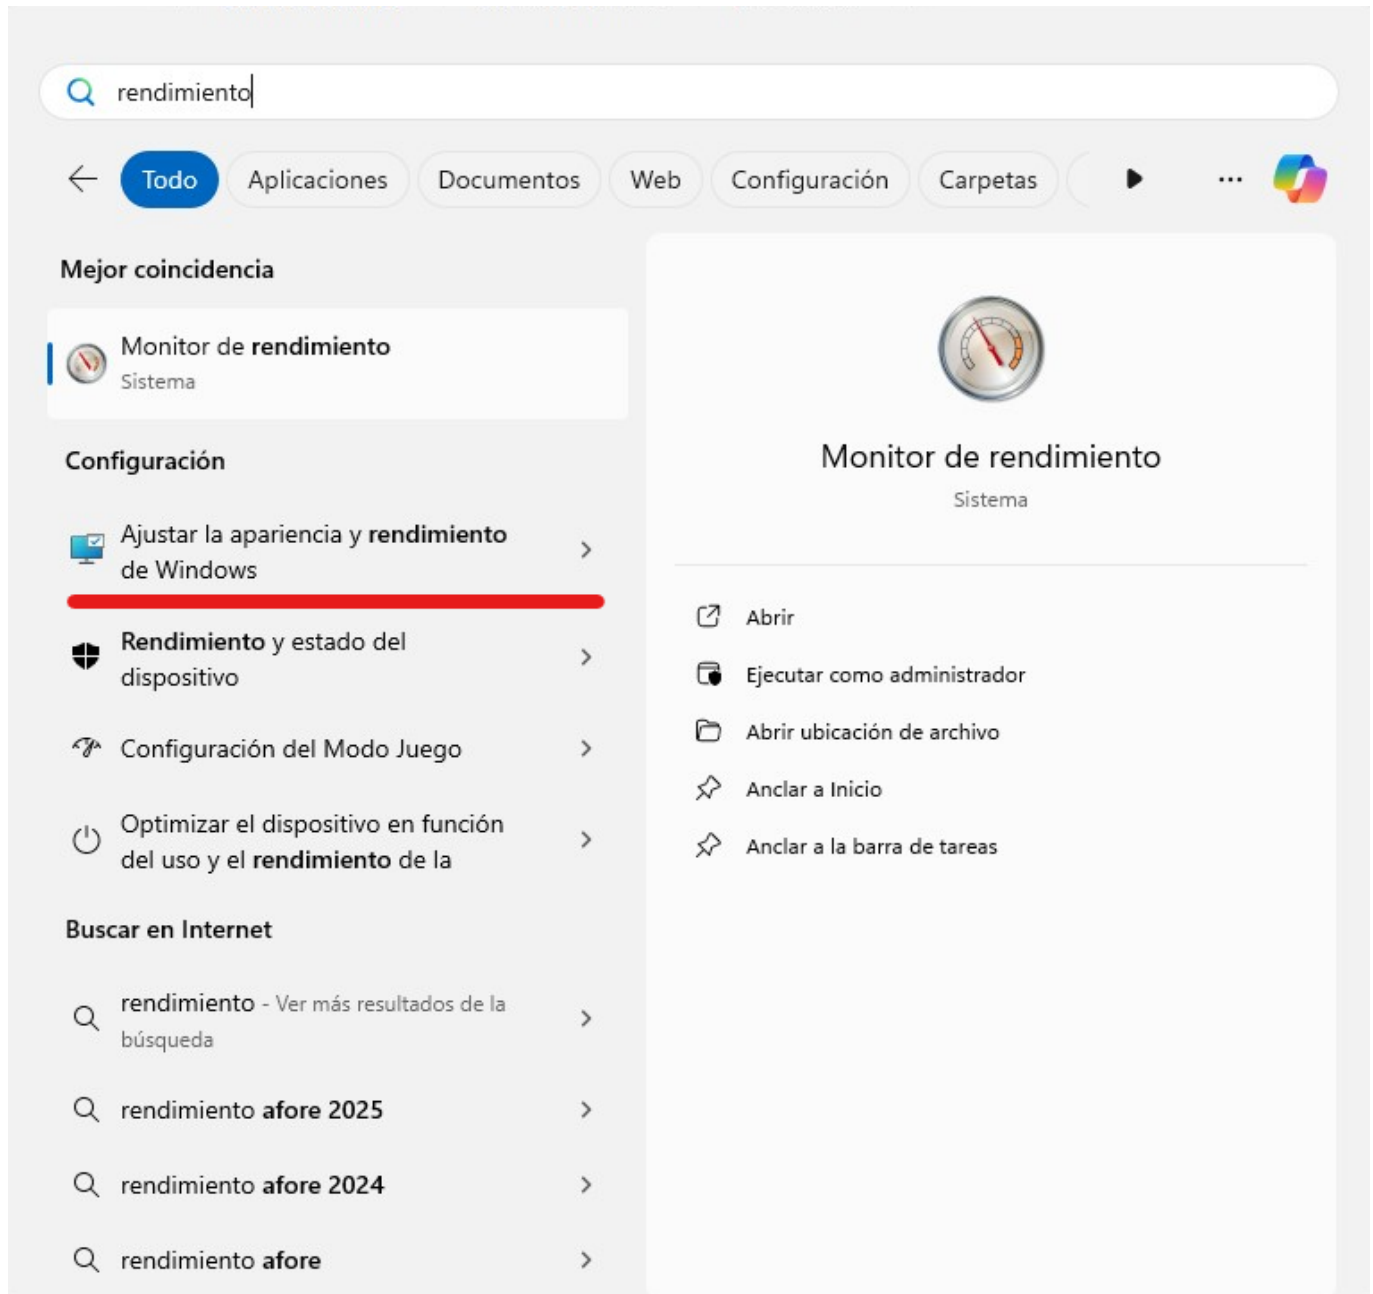 rendimiento
Todo
Aplicaciones
Documentos
Web
Configuración
Carpetas
Mejor coincidencia
Monitor de rendimiento
Sistema
Configuración
Ajustar la apariencia y rendimiento
de Windows
Rendimiento y estado del
dispositivo
Configuración del Modo Juego
Optimizar el dispositivo en función
del uso y el rendimiento de la
Buscar en Internet
rendimiento - Ver más resultados de la
búsqueda
rendimiento afore 2025
rendimiento afore 2024
rendimiento afore
Monitor de rendimiento
Sistema
Abrir
Ejecutar como administrador
Abrir ubicación de archivo
Anclar a Inicio
Anclar a la barra de tareas